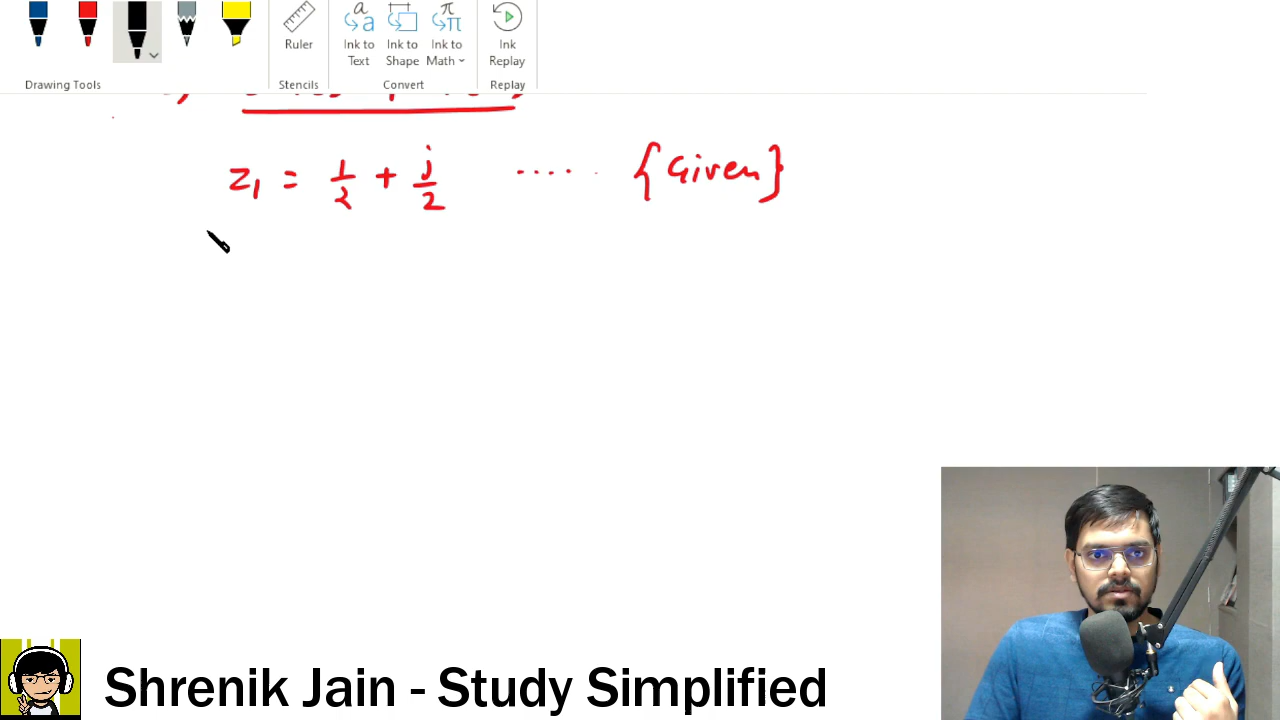 Ruler
Ink to Text
Ink to Shape
Ink to Math
Ink Replay
Drawing Tools
Stencils
Convert
Replay
z₁ = 1/2 + j/2 ..... {Given}
Shrenik Jain - Study Simplified